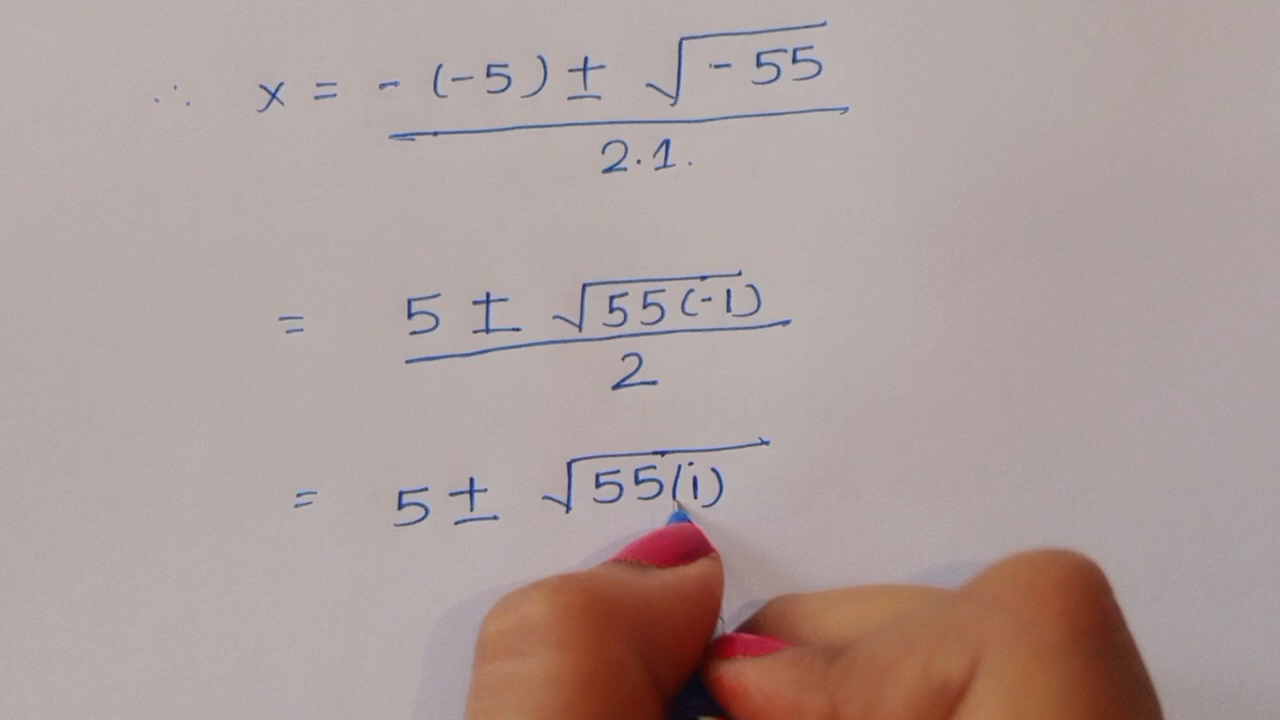 ∴ x = -(-5) ± √-55
2.1.
= 5 ± √55(-1)
2
= 5 ± √55(i)